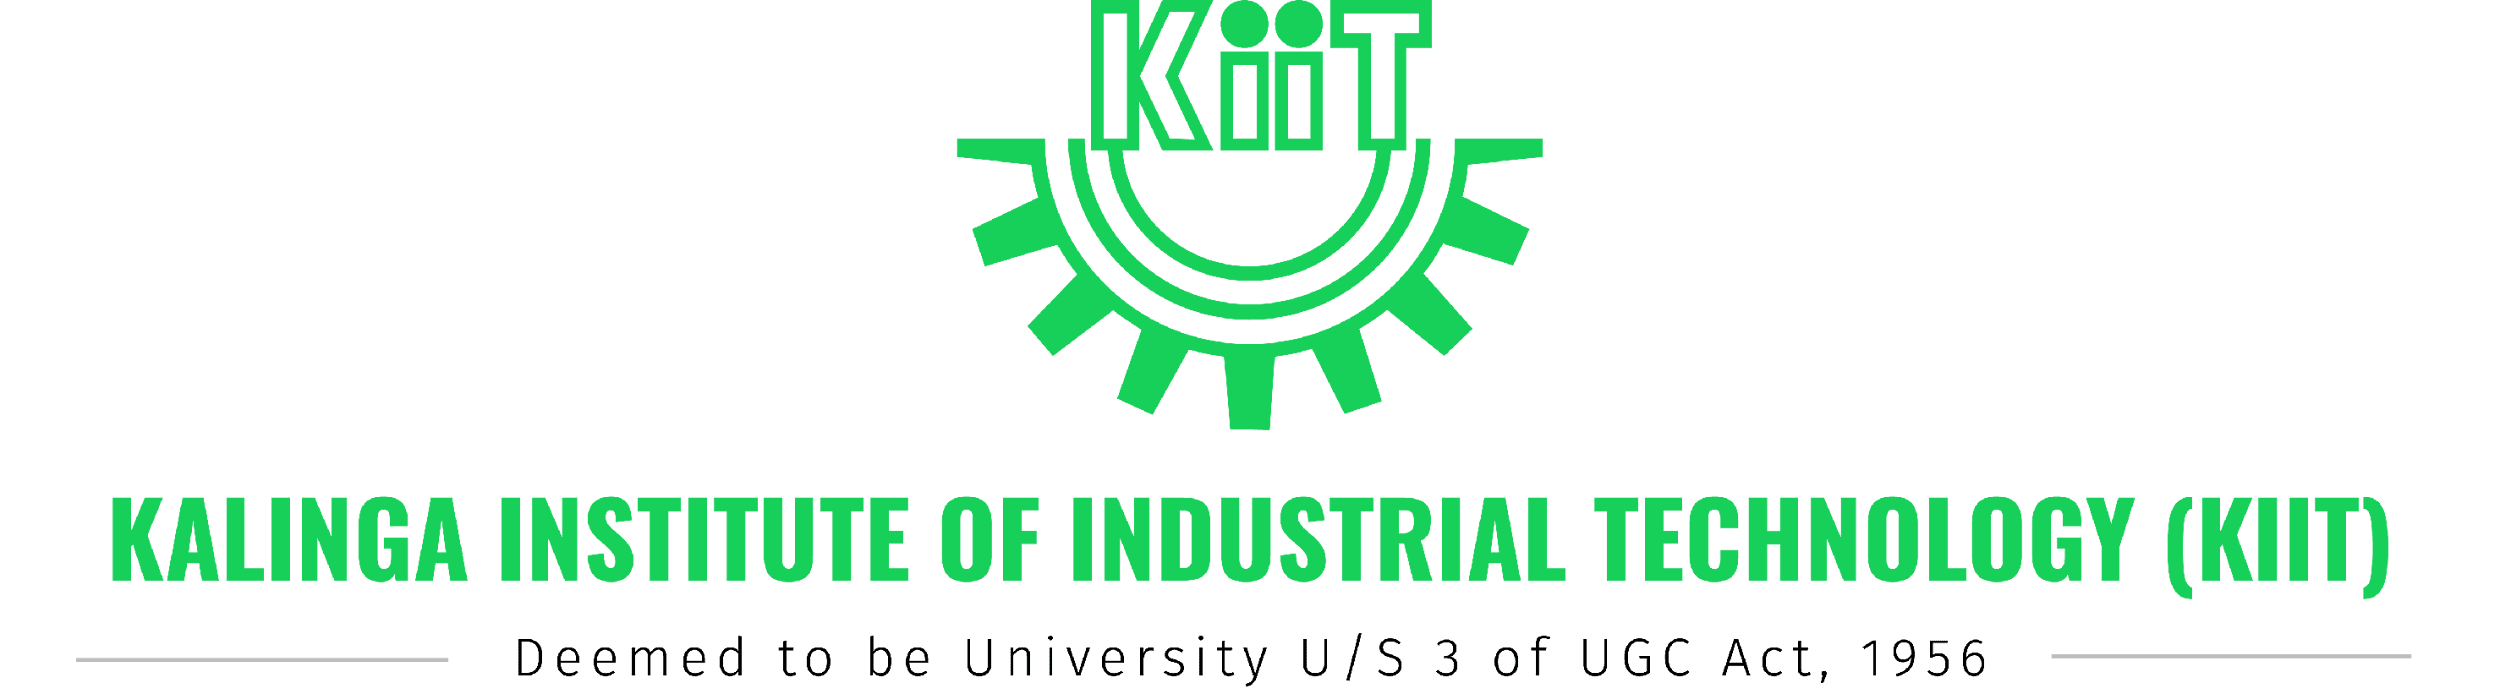 KiiT
KALINGA INSTITUTE OF INDUSTRIAL TECHNOLOGY (KIIT)
Deemed to be University U/S 3 of UGC Act, 1956